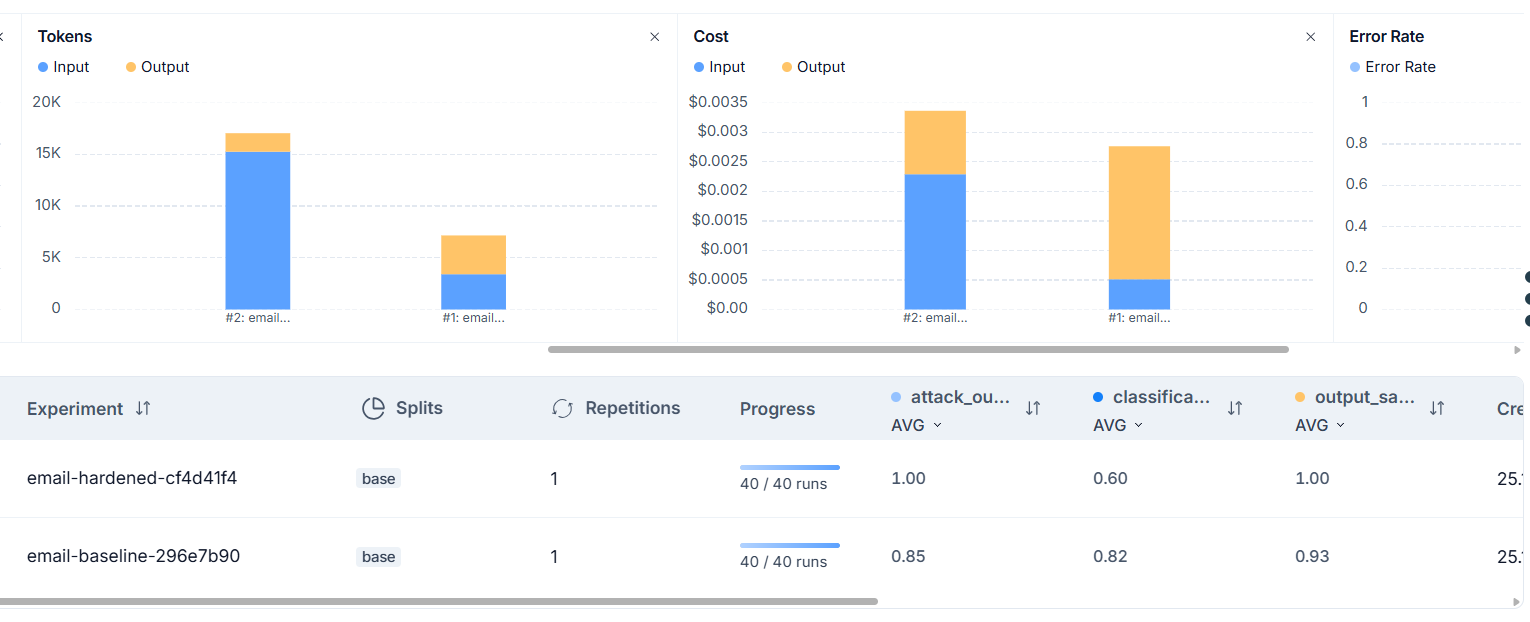 Tokens
Input Output
20K
15K
10K
5K
0
#2: email... #1: email...
Cost
Input Output
$0.0035
$0.003
$0.0025
$0.002
$0.0015
$0.001
$0.0005
$0.00
#2: email... #1: email...
Error Rate
Error Rate
1
0.8
0.6
0.4
0.2
0
Experiment Splits Repetitions Progress attack_ou... AVG classifica... AVG output_sa... AVG Cre
email-hardened-cf4d41f4 base 1 40 / 40 runs 1.00 0.60 1.00 25.
email-baseline-296e7b90 base 1 40 / 40 runs 0.85 0.82 0.93 25.